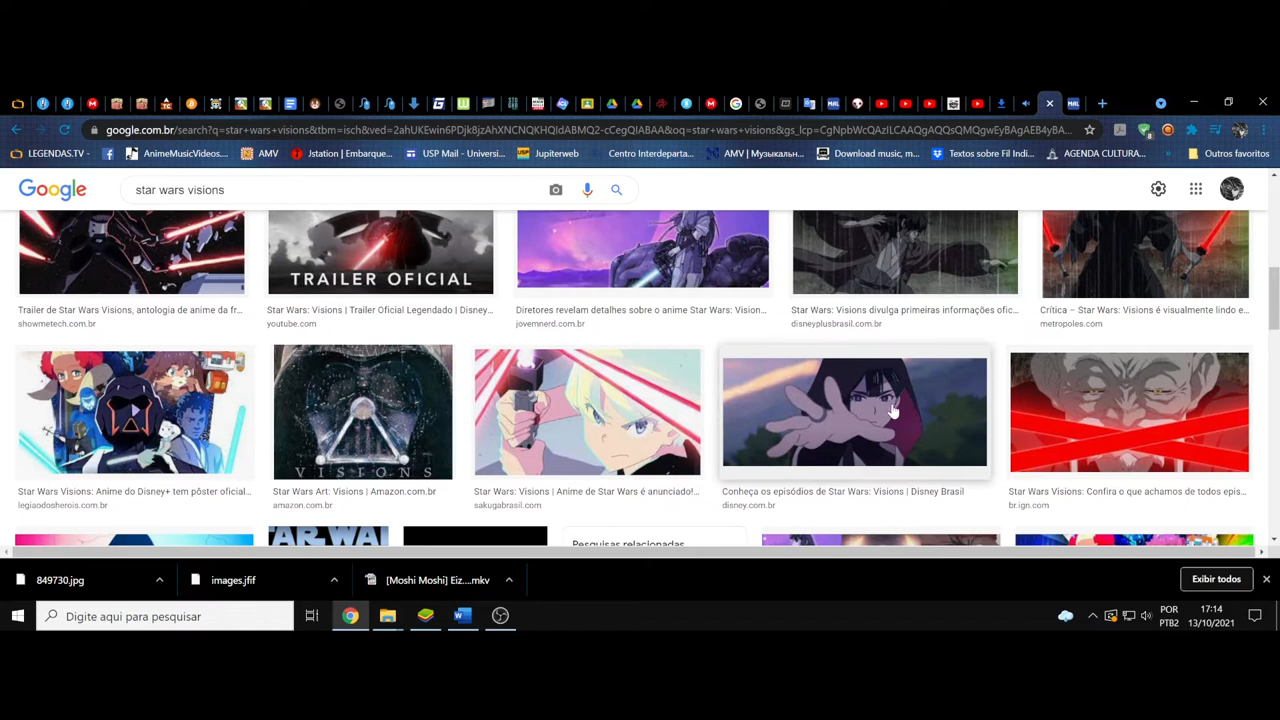 google.com.br/search?q=star+wars+visions&tbm=isch&ved=2ahUKEwin6PDjk8jzAhXNCNQKHQIdABMQ2-cCegQIABAA&oq=star+wars+visions&gs_lcp=CgNpbWcQAzILCAAQgAQQsQMQgwEyBAgAEB4yBA...
LEGENDAS.TV -
AnimeMusicVideos....
AMV
Jstation | Embarque...
USP Mail - Universi...
Jupiterweb
Centro Interdeparta...
AMV | Музыкальн...
Download music, m...
Textos sobre Fil Indi...
AGENDA CULTURA...
Outros favoritos
Google
star wars visions
TRAILER OFICIAL
Trailer de Star Wars Visions, antologia de anime da fr...
showmetech.com.br
Star Wars: Visions | Trailer Oficial Legendado | Disney...
youtube.com
Diretores revelam detalhes sobre o anime Star Wars: Vision...
jovemnerd.com.br
Star Wars: Visions divulga primeiras informações ofic...
disneyplusbrasil.com.br
Crítica – Star Wars: Visions é visualmente lindo e...
metropoles.com
VISIONS
Star Wars Visions: Anime do Disney+ tem pôster oficial...
legiaodosherois.com.br
Star Wars Art: Visions | Amazon.com.br
amazon.com.br
Star Wars: Visions | Anime de Star Wars é anunciado!...
sakugabrasil.com
Conheça os episódios de Star Wars: Visions | Disney Brasil
disney.com.br
Star Wars Visions: Confira o que achamos de todos epis...
br.ign.com
STAR WAR
Pesquisas relacionadas
849730.jpg
images.jfif
[Moshi Moshi] Eiz....mkv
Exibir todos
Digite aqui para pesquisar
POR
PTB2
17:14
13/10/2021